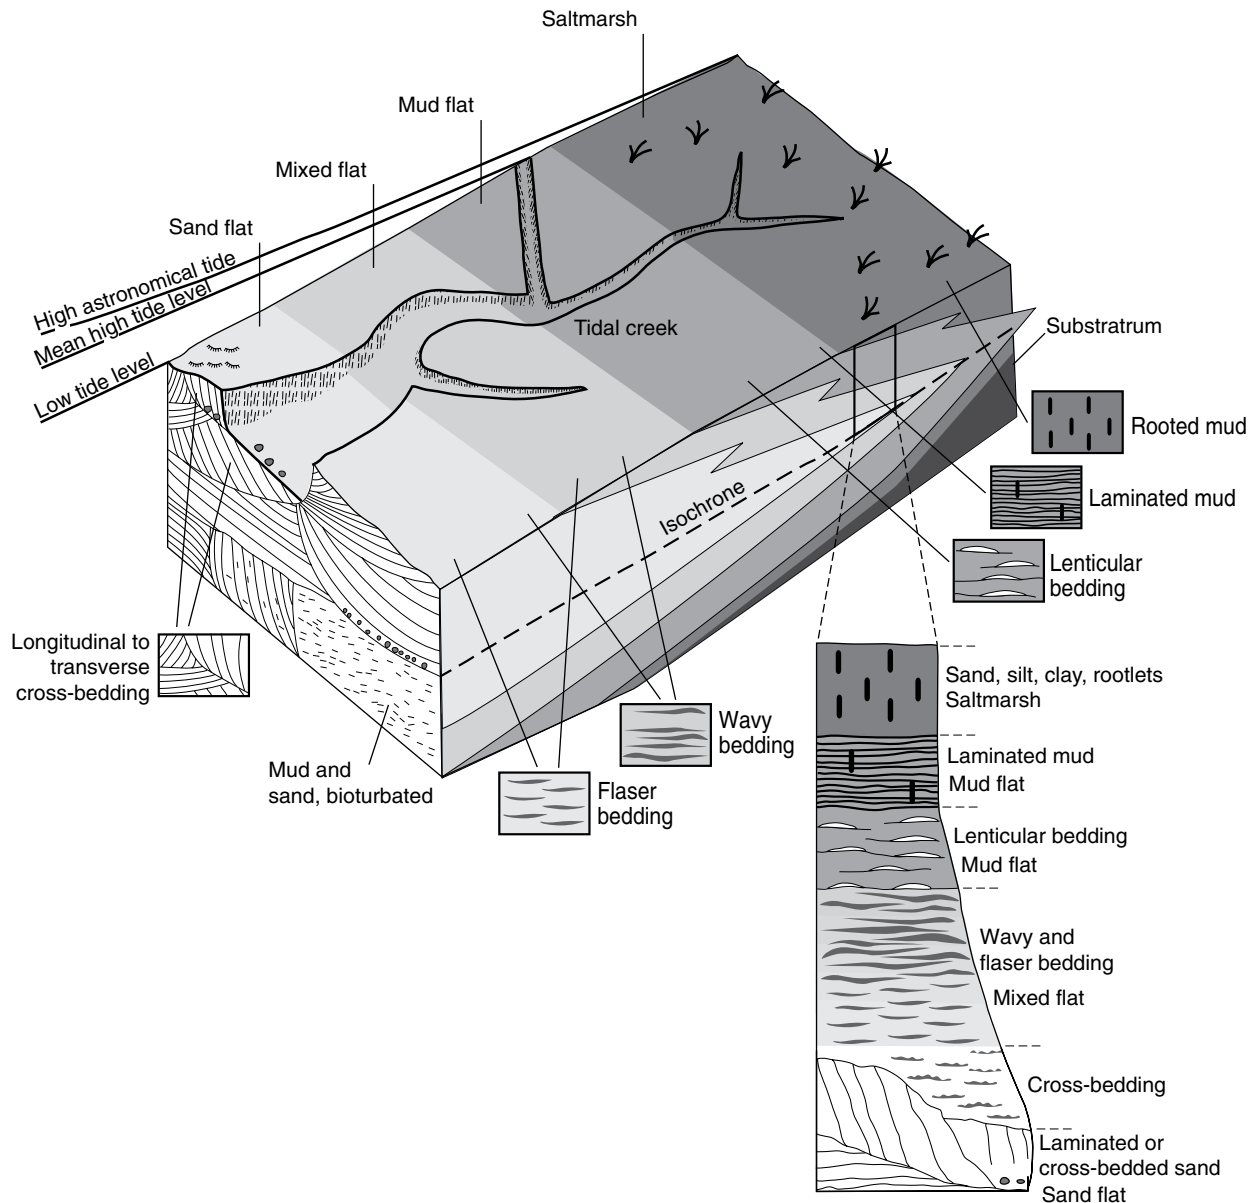 Saltmarsh
Mud flat
Mixed flat
Sand flat
High astronomical tide
Mean high tide level
Low tide level
Tidal creek
Substratrum
Isochrone
Rooted mud
Laminated mud
Lenticular
bedding
Longitudinal to
transverse
cross-bedding
Mud and
sand, bioturbated
Wavy
bedding
Flaser
bedding
Sand, silt, clay, rootlets
Saltmarsh
Laminated mud
Mud flat
Lenticular bedding
Mud flat
Wavy and
flaser bedding
Mixed flat
Cross-bedding
Laminated or
cross-bedded sand
Sand flat